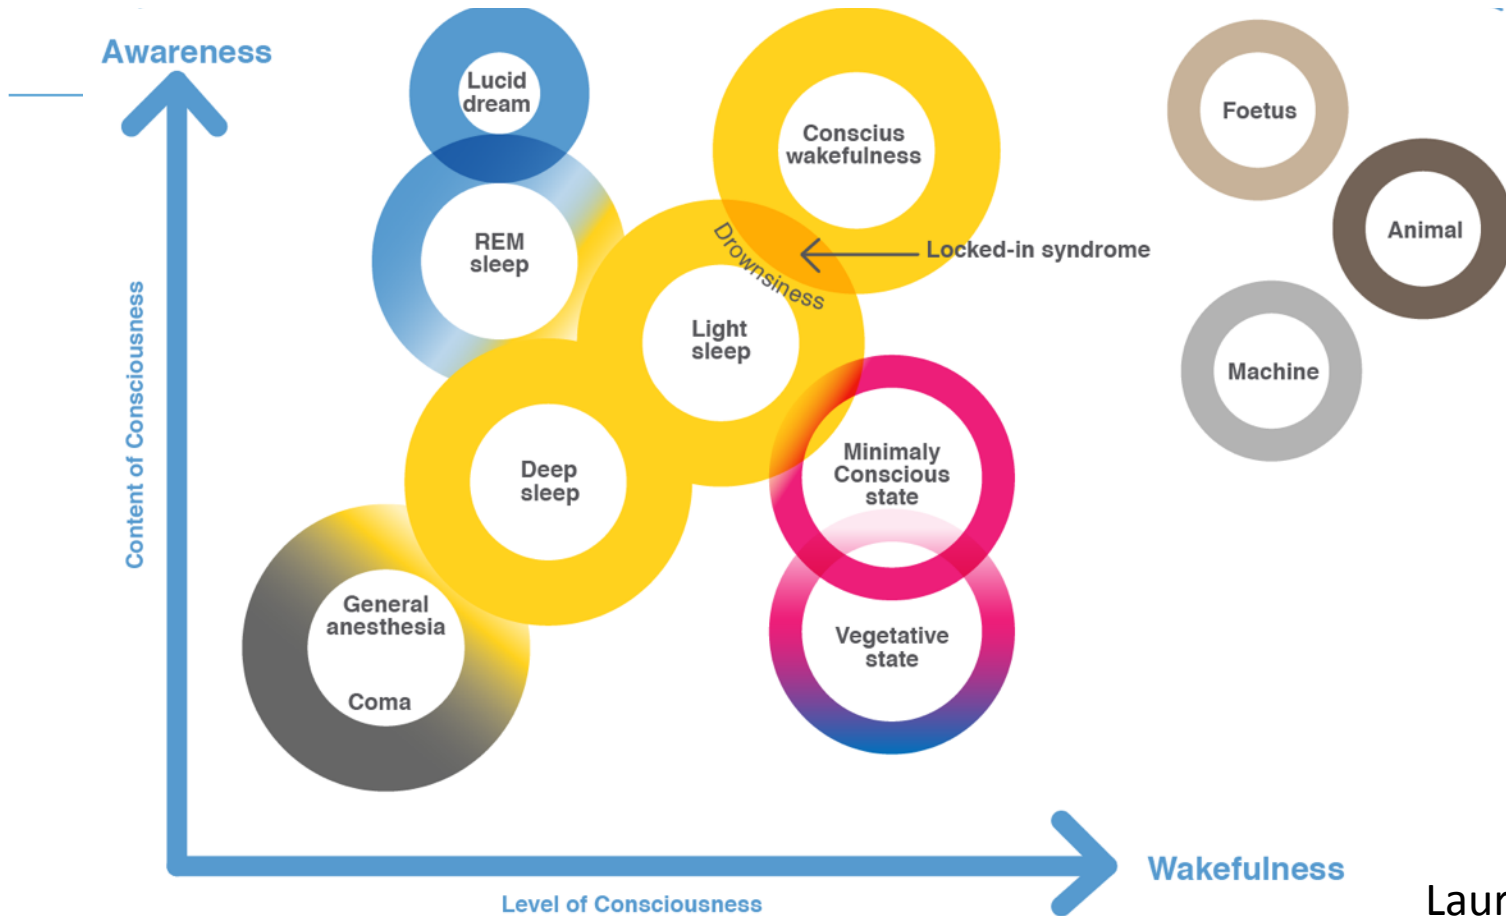 Awareness
Lucid
dream
Conscius
wakefulness
Foetus
Animal
REM
sleep
Drownsiness
Locked-in syndrome
Light
sleep
Machine
Content of Consciousness
Deep
sleep
Minimaly
Conscious
state
General
anesthesia
Coma
Vegetative
state
Wakefulness
Level of Consciousness